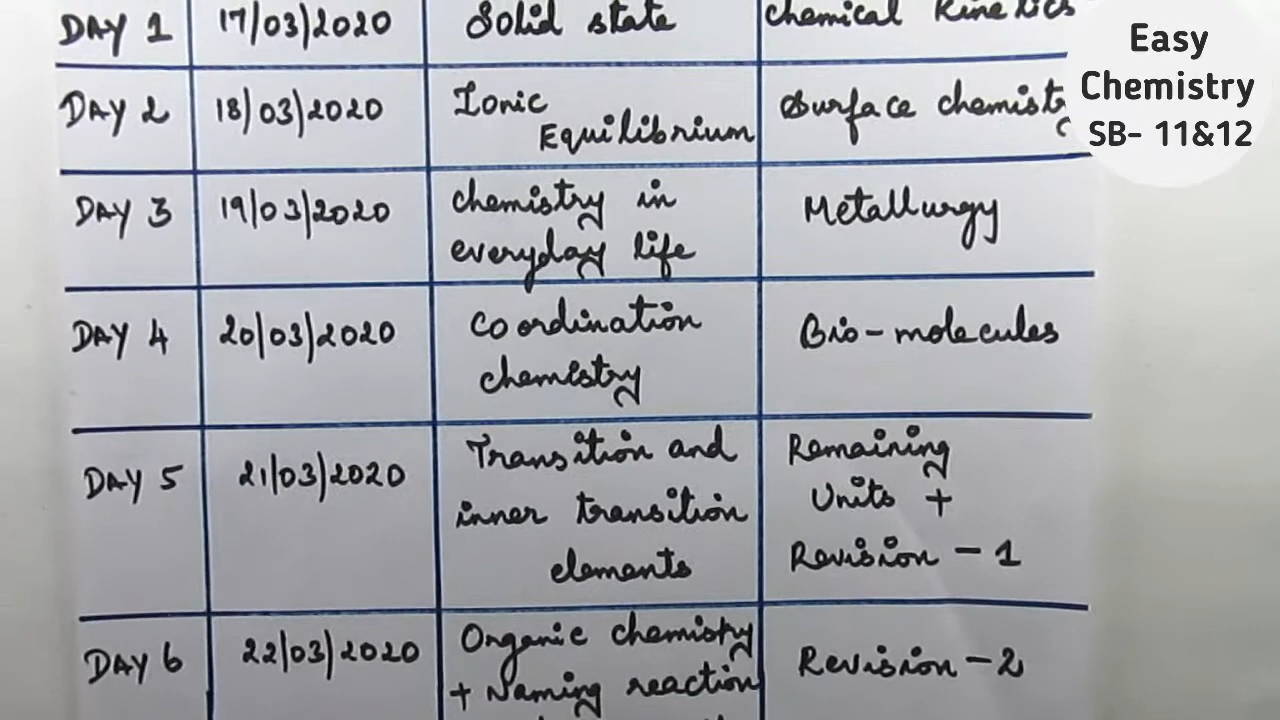 DAY 1 17/03/2020 Solid state chemical Kinetics
DAY 2 18/03/2020 Ionic Equilibrium Surface chemistry
DAY 3 19/03/2020 chemistry in everyday life Metallurgy
DAY 4 20/03/2020 coordination chemistry Bio-molecules
DAY 5 21/03/2020 Transition and inner transition elements Remaining Units + Revision - 1
DAY 6 22/03/2020 Organic chemistry + Naming reaction Revision - 2
Easy
Chemistry
SB- 11&12